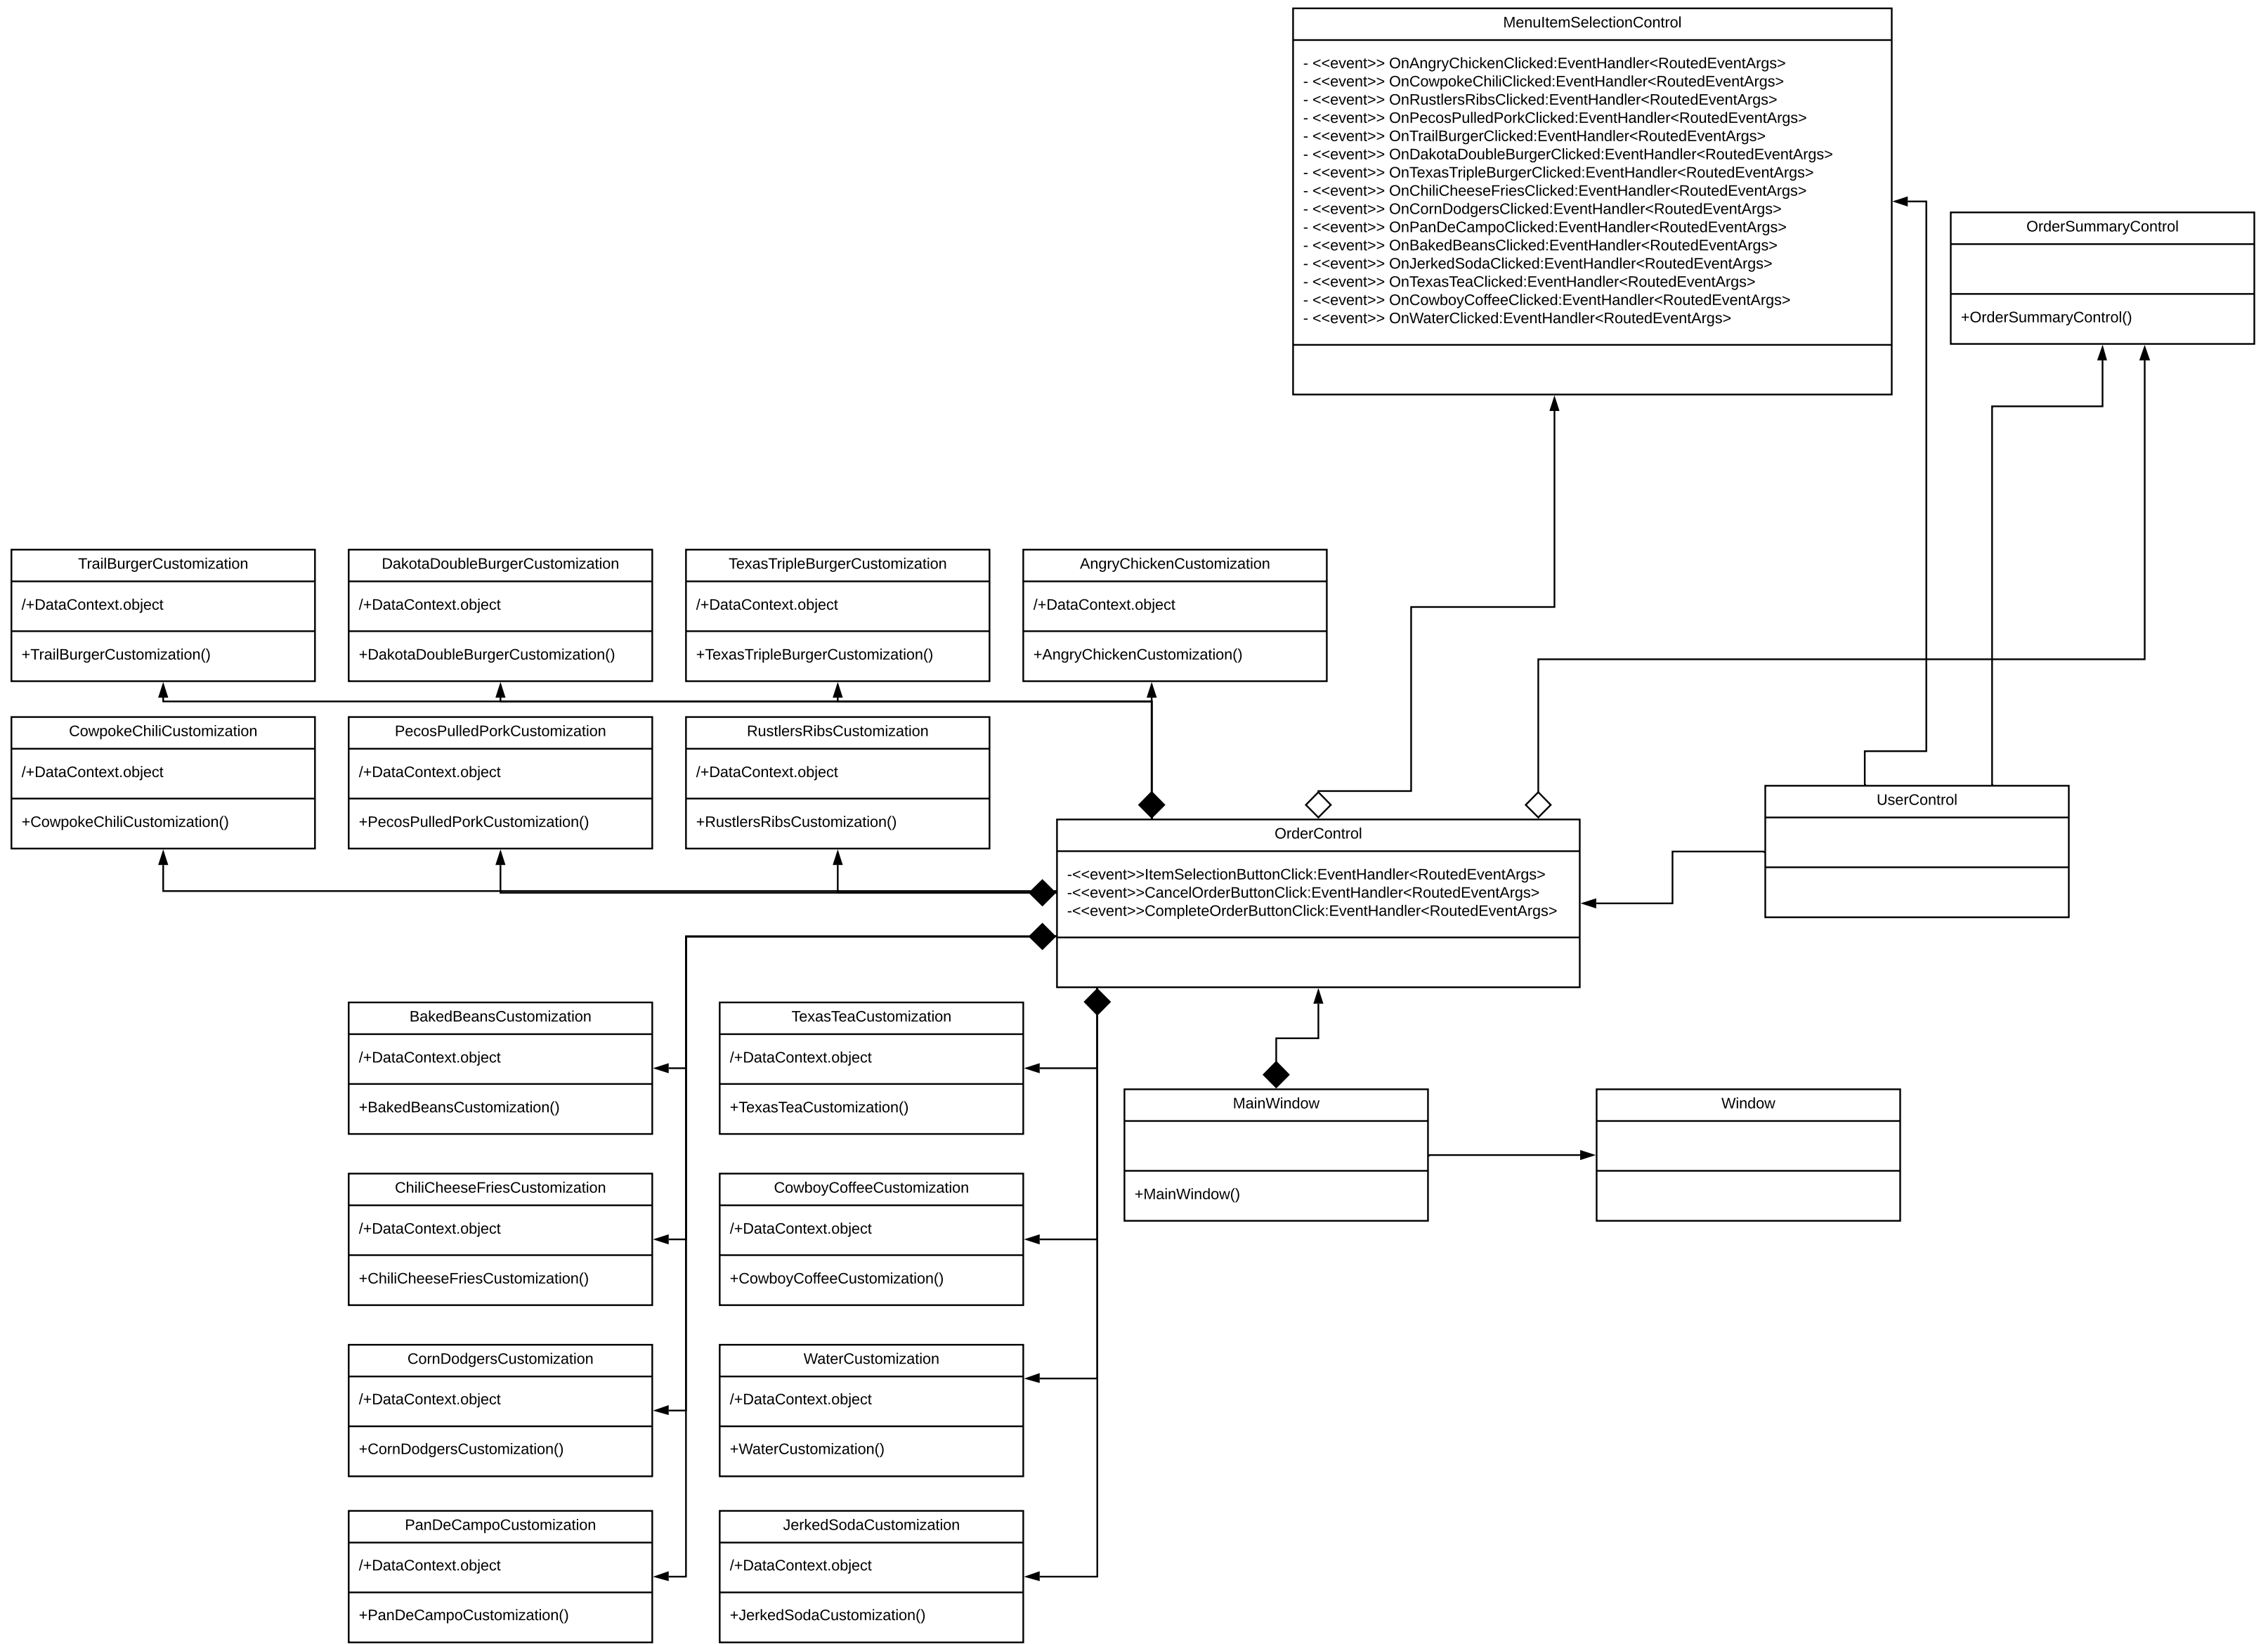 MenuItemSelectionControl
- <<event>> OnAngryChickenClicked:EventHandler<RoutedEventArgs>
- <<event>> OnCowpokeChiliClicked:EventHandler<RoutedEventArgs>
- <<event>> OnRustlersRibsClicked:EventHandler<RoutedEventArgs>
- <<event>> OnPecosPulledPorkClicked:EventHandler<RoutedEventArgs>
- <<event>> OnTrailBurgerClicked:EventHandler<RoutedEventArgs>
- <<event>> OnDakotaDoubleBurgerClicked:EventHandler<RoutedEventArgs>
- <<event>> OnTexasTripleBurgerClicked:EventHandler<RoutedEventArgs>
- <<event>> OnChiliCheeseFriesClicked:EventHandler<RoutedEventArgs>
- <<event>> OnCornDodgersClicked:EventHandler<RoutedEventArgs>
- <<event>> OnPanDeCampoClicked:EventHandler<RoutedEventArgs>
- <<event>> OnBakedBeansClicked:EventHandler<RoutedEventArgs>
- <<event>> OnJerkedSodaClicked:EventHandler<RoutedEventArgs>
- <<event>> OnTexasTeaClicked:EventHandler<RoutedEventArgs>
- <<event>> OnCowboyCoffeeClicked:EventHandler<RoutedEventArgs>
- <<event>> OnWaterClicked:EventHandler<RoutedEventArgs>
OrderSummaryControl
+OrderSummaryControl()
TrailBurgerCustomization
/+DataContext.object
+TrailBurgerCustomization()
DakotaDoubleBurgerCustomization
/+DataContext.object
+DakotaDoubleBurgerCustomization()
TexasTripleBurgerCustomization
/+DataContext.object
+TexasTripleBurgerCustomization()
AngryChickenCustomization
/+DataContext.object
+AngryChickenCustomization()
CowpokeChiliCustomization
/+DataContext.object
+CowpokeChiliCustomization()
PecosPulledPorkCustomization
/+DataContext.object
+PecosPulledPorkCustomization()
RustlersRibsCustomization
/+DataContext.object
+RustlersRibsCustomization()
OrderControl
-<<event>>ItemSelectionButtonClick:EventHandler<RoutedEventArgs>
-<<event>>CancelOrderButtonClick:EventHandler<RoutedEventArgs>
-<<event>>CompleteOrderButtonClick:EventHandler<RoutedEventArgs>
UserControl
BakedBeansCustomization
/+DataContext.object
+BakedBeansCustomization()
TexasTeaCustomization
/+DataContext.object
+TexasTeaCustomization()
MainWindow
+MainWindow()
Window
ChiliCheeseFriesCustomization
/+DataContext.object
+ChiliCheeseFriesCustomization()
CowboyCoffeeCustomization
/+DataContext.object
+CowboyCoffeeCustomization()
CornDodgersCustomization
/+DataContext.object
+CornDodgersCustomization()
WaterCustomization
/+DataContext.object
+WaterCustomization()
PanDeCampoCustomization
/+DataContext.object
+PanDeCampoCustomization()
JerkedSodaCustomization
/+DataContext.object
+JerkedSodaCustomization()